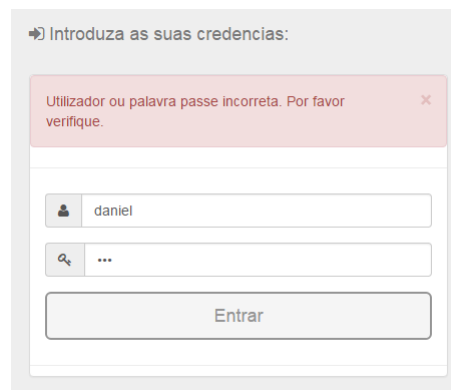 Introduza as suas credencias:
Utilizador ou palavra passe incorreta. Por favor
verifique.
×
daniel
•••
Entrar